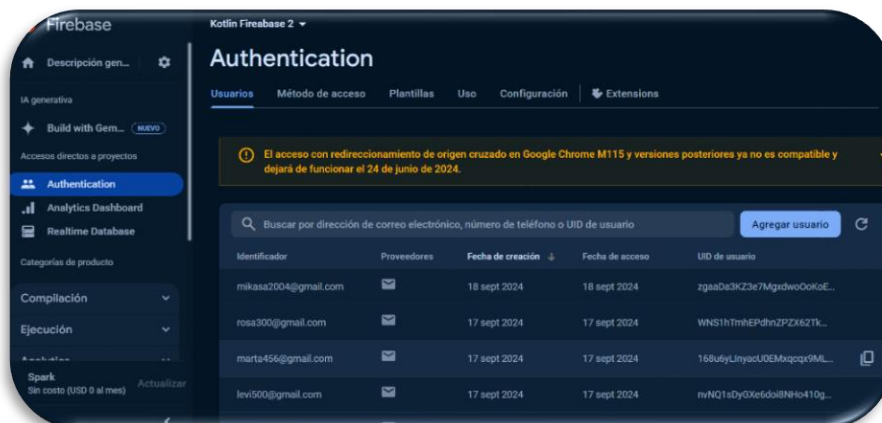 Firebase
Kotlin Fireabase 2
Descripción gen...
Authentication
IA generativa
Usuarios Método de acceso Plantillas Uso Configuración Extensions
Build with Gem... NUEVO
Accesos directos a proyectos
El acceso con redireccionamiento de origen cruzado en Google Chrome M115 y versiones posteriores ya no es compatible y
dejará de funcionar el 24 de junio de 2024.
Authentication
Analytics Dashboard
Realtime Database
Buscar por dirección de correo electrónico, número de teléfono o UID de usuario Agregar usuario
Categorías de producto
Identificador Proveedores Fecha de creación Fecha de acceso UID de usuario
Compilación
mikasa2004@gmail.com 18 sept 2024 18 sept 2024
Ejecución
rosa300@gmail.com 17 sept 2024 17 sept 2024
marta456@gmail.com 17 sept 2024 17 sept 2024
Spark
Sin costo (USD 0 al mes) Actualizar
levi500@gmail.com 17 sept 2024 17 sept 2024